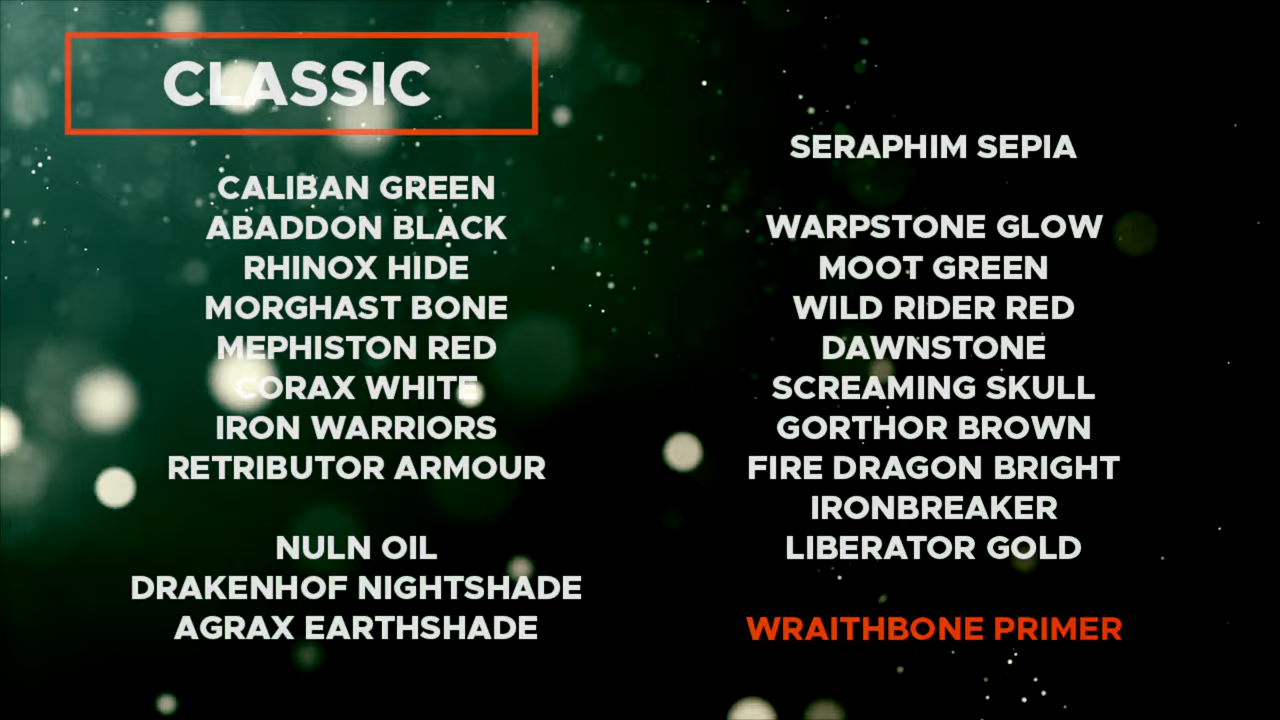 CLASSIC
CALIBAN GREEN
ABADDON BLACK
RHINOX HIDE
MORGHAST BONE
MEPHISTON RED
CORAX WHITE
IRON WARRIORS
RETRIBUTOR ARMOUR
NULN OIL
DRAKENHOF NIGHTSHADE
AGRAX EARTHSHADE
SERAPHIM SEPIA
WARPSTONE GLOW
MOOT GREEN
WILD RIDER RED
DAWNSTONE
SCREAMING SKULL
GORTHOR BROWN
FIRE DRAGON BRIGHT
IRONBREAKER
LIBERATOR GOLD
WRAITHBONE PRIMER